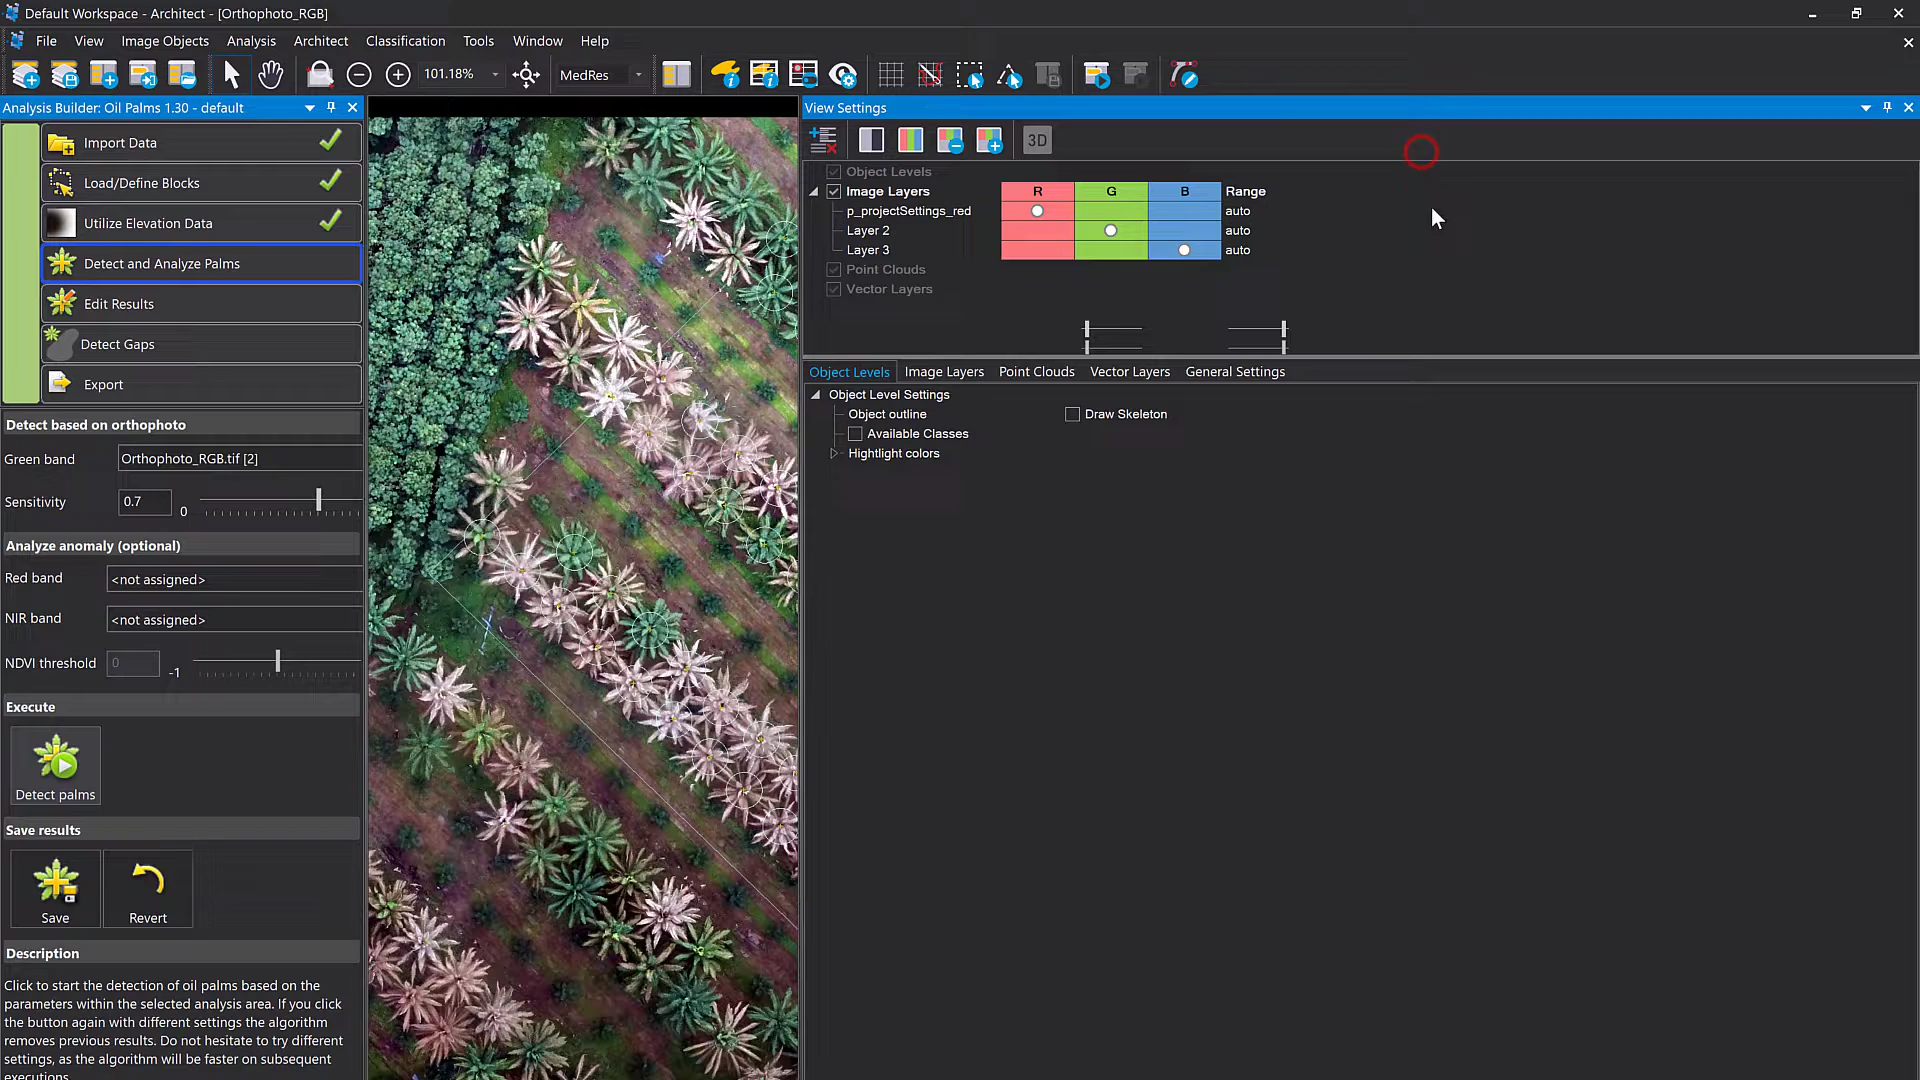 Default Workspace - Architect - [Orthophoto_RGB]
File View Image Objects Analysis Architect Classification Tools Window Help
101.18% MedRes
Analysis Builder: Oil Palms 1.30 - default
Import Data
Load/Define Blocks
Utilize Elevation Data
Detect and Analyze Palms
Edit Results
Detect Gaps
Export
Detect based on orthophoto
Green band Orthophoto_RGB.tif [2]
Sensitivity 0.7 0
Analyze anomaly (optional)
Red band <not assigned>
NIR band <not assigned>
NDVI threshold 0 -1
Execute
Detect palms
Save results
Save Revert
Description
Click to start the detection of oil palms based on the
parameters within the selected analysis area. If you click
the button again with different settings the algorithm
removes previous results. Do not hesitate to try different
settings, as the algorithm will be faster on subsequent
executions.
View Settings
3D
Object Levels
Image Layers R G B Range
p_projectSettings_red auto
Layer 2 auto
Layer 3 auto
Point Clouds
Vector Layers
Object Levels Image Layers Point Clouds Vector Layers General Settings
Object Level Settings
Object outline Draw Skeleton
Available Classes
Hightlight colors